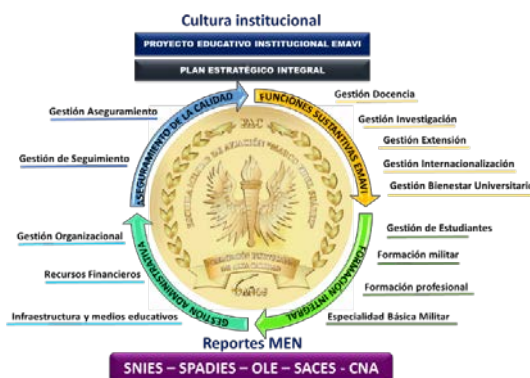 Cultura institucional
PROYECTO EDUCATIVO INSTITUCIONAL EMAVI
PLAN ESTRATÉGICO INTEGRAL
ASEGURAMIENTO DE LA CALIDAD
FUNCIONES SUSTANTIVAS EMAVI
Gestión Docencia
Gestión Aseguramiento
Gestión Investigación
Gestión Extensión
Gestión de Seguimiento
Gestión Internacionalización
Gestión Bienestar Universitario
FAC
Gestión de Estudiantes
Gestión Organizacional
Formación militar
Recursos Financieros
Formación profesional
Infraestructura y medios educativos
Especialidad Básica Militar
GESTIÓN ADMINISTRATIVA
FORMACIÓN INTEGRAL
DE ALTA CALIDAD
Reportes MEN
SNIES – SPADIES – OLE – SACES - CNA